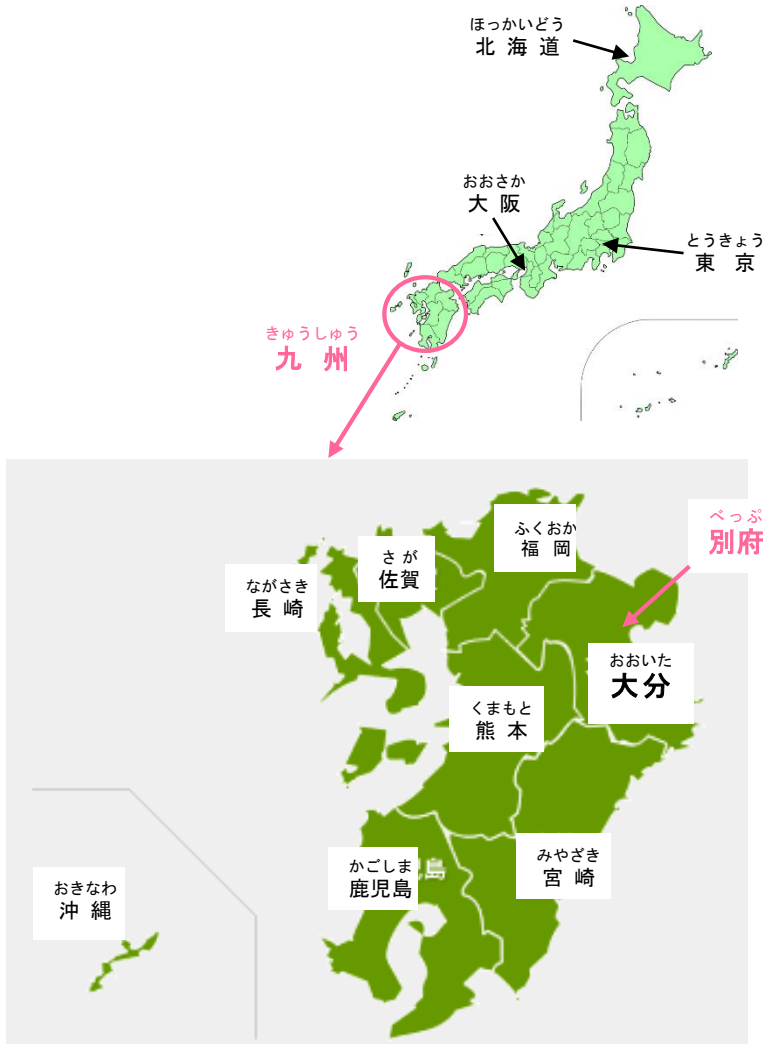 ほっかいどう
北海道
おおさか
大阪
とうきょう
東京
きゅうしゅう
九州
べっぷ
別府
ふくおか
福岡
さが
佐賀
ながさき
長崎
おおいた
大分
くまもと
熊本
みやざき
宮崎
かごしま
鹿児島
児島
おきなわ
沖縄